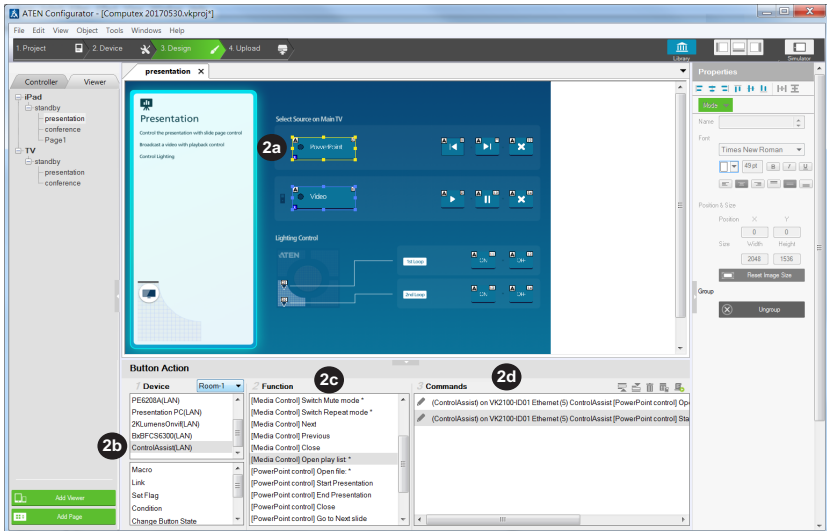 ATEN Configurator - [Computex 20170530.vkproj*]
File Edit View Object Tools Windows Help
1. Project
2. Device
3. Design
4. Upload
Library
Simulator
Controller
Viewer
iPad
standby
presentation
conference
Page1
TV
standby
presentation
conference
Add Viewer
Add Page
presentation X
Presentation
Control the presentation with slide page control
Broadcast a video with playback control
Control Lighting
Select Source on Main TV
2a
PowerPoint
Video
Lighting Control
ATEN
1st Loop
ON
OFF
2nd Loop
ON
OFF
Properties
Mode
Name
Font
Times New Roman
49 pt
B I U
Position & Size
Position X Y
0 0
Size Width Height
2048 1536
Reset Image Size
Group
Ungroup
Button Action
1 Device
Room-1
PE6208A(LAN)
Presentation PC(LAN)
2KLumensOnvif(LAN)
BxBFCS6300(LAN)
2b
ControlAssist(LAN)
Macro
Link
Set Flag
Condition
Change Button State
2 Function
2c
[Media Control] Switch Mute mode *
[Media Control] Switch Repeat mode *
[Media Control] Next
[Media Control] Previous
[Media Control] Close
[Media Control] Open play list: *
[PowerPoint control] Open file: *
[PowerPoint control] Start Presentation
[PowerPoint control] End Presentation
[PowerPoint control] Close
[PowerPoint control] Go to Next slide
3 Commands
2d
(ControlAssist) on VK2100-ID01 Ethernet (5) ControlAssist [PowerPoint control] Ope
(ControlAssist) on VK2100-ID01 Ethernet (5) ControlAssist [PowerPoint control] Sta